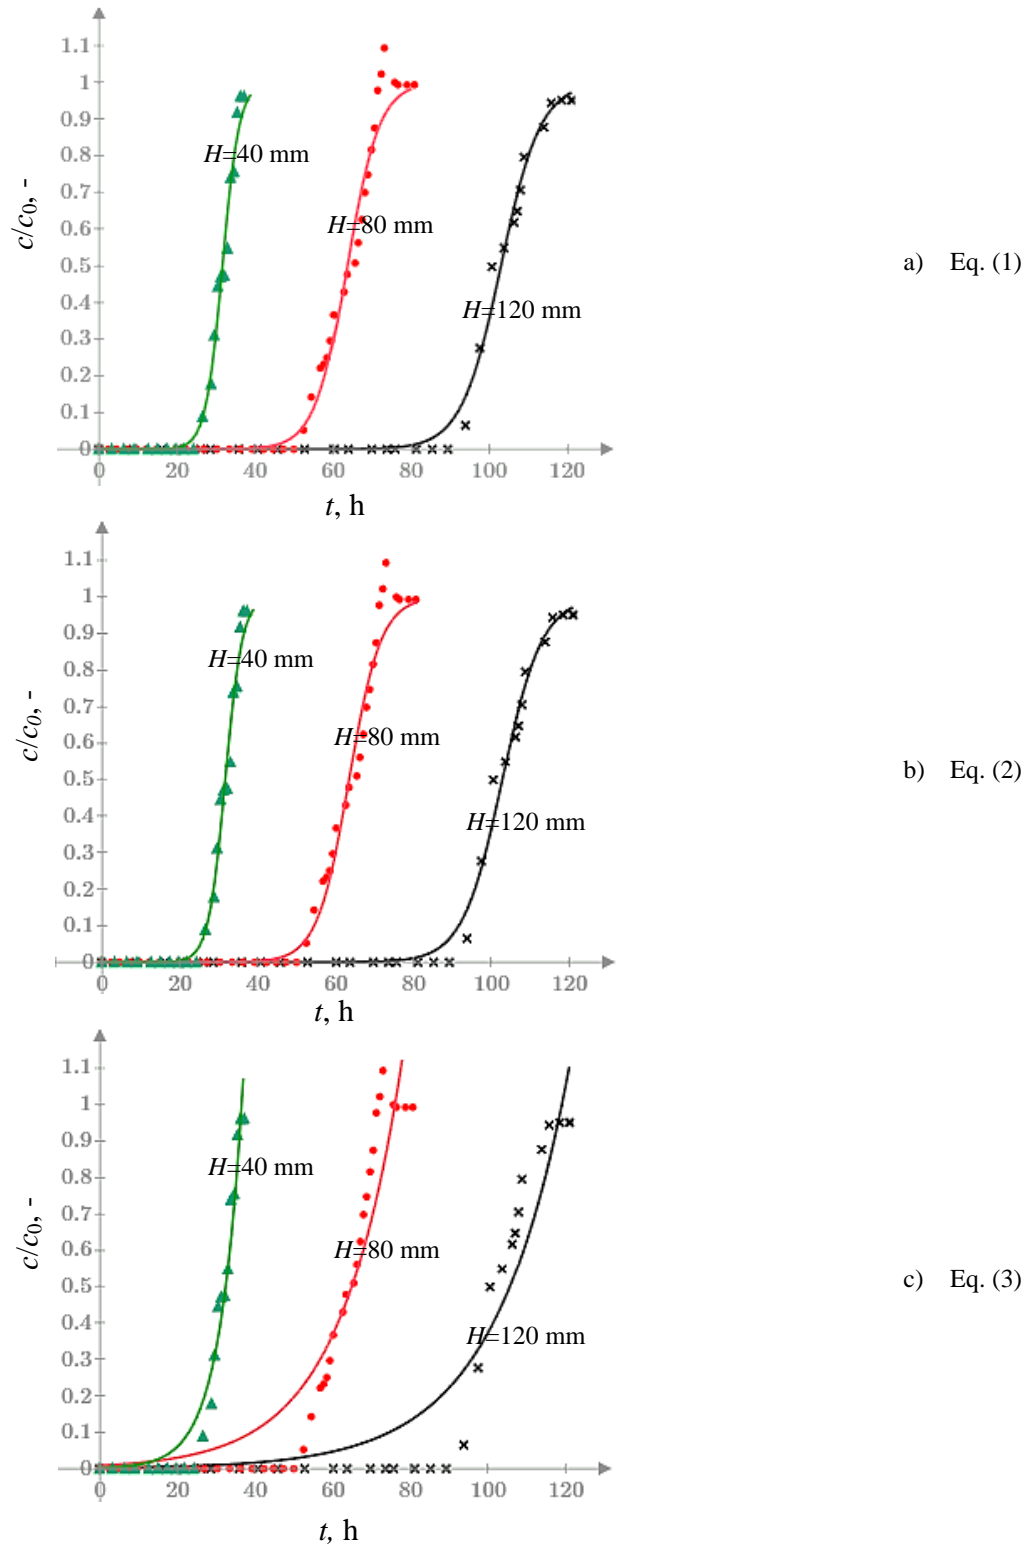 1.1
1
0.9
H=40 mm
0.8
0.7
c/c0, -
H=80 mm
0.6
0.5
a) Eq. (1)
0.4
H=120 mm
0.3
0.2
0.1
0
0 20 40 60 80 100 120
t, h
1.1
1
0.9
H=40 mm
0.8
0.7
c/c0, -
H=80 mm
0.6
0.5
b) Eq. (2)
0.4
H=120 mm
0.3
0.2
0.1
0
0 20 40 60 80 100 120
t, h
1.1
1
0.9
H=40 mm
0.8
0.7
c/c0, -
H=80 mm
0.6
0.5
c) Eq. (3)
0.4
H=120 mm
0.3
0.2
0.1
0
0 20 40 60 80 100 120
t, h